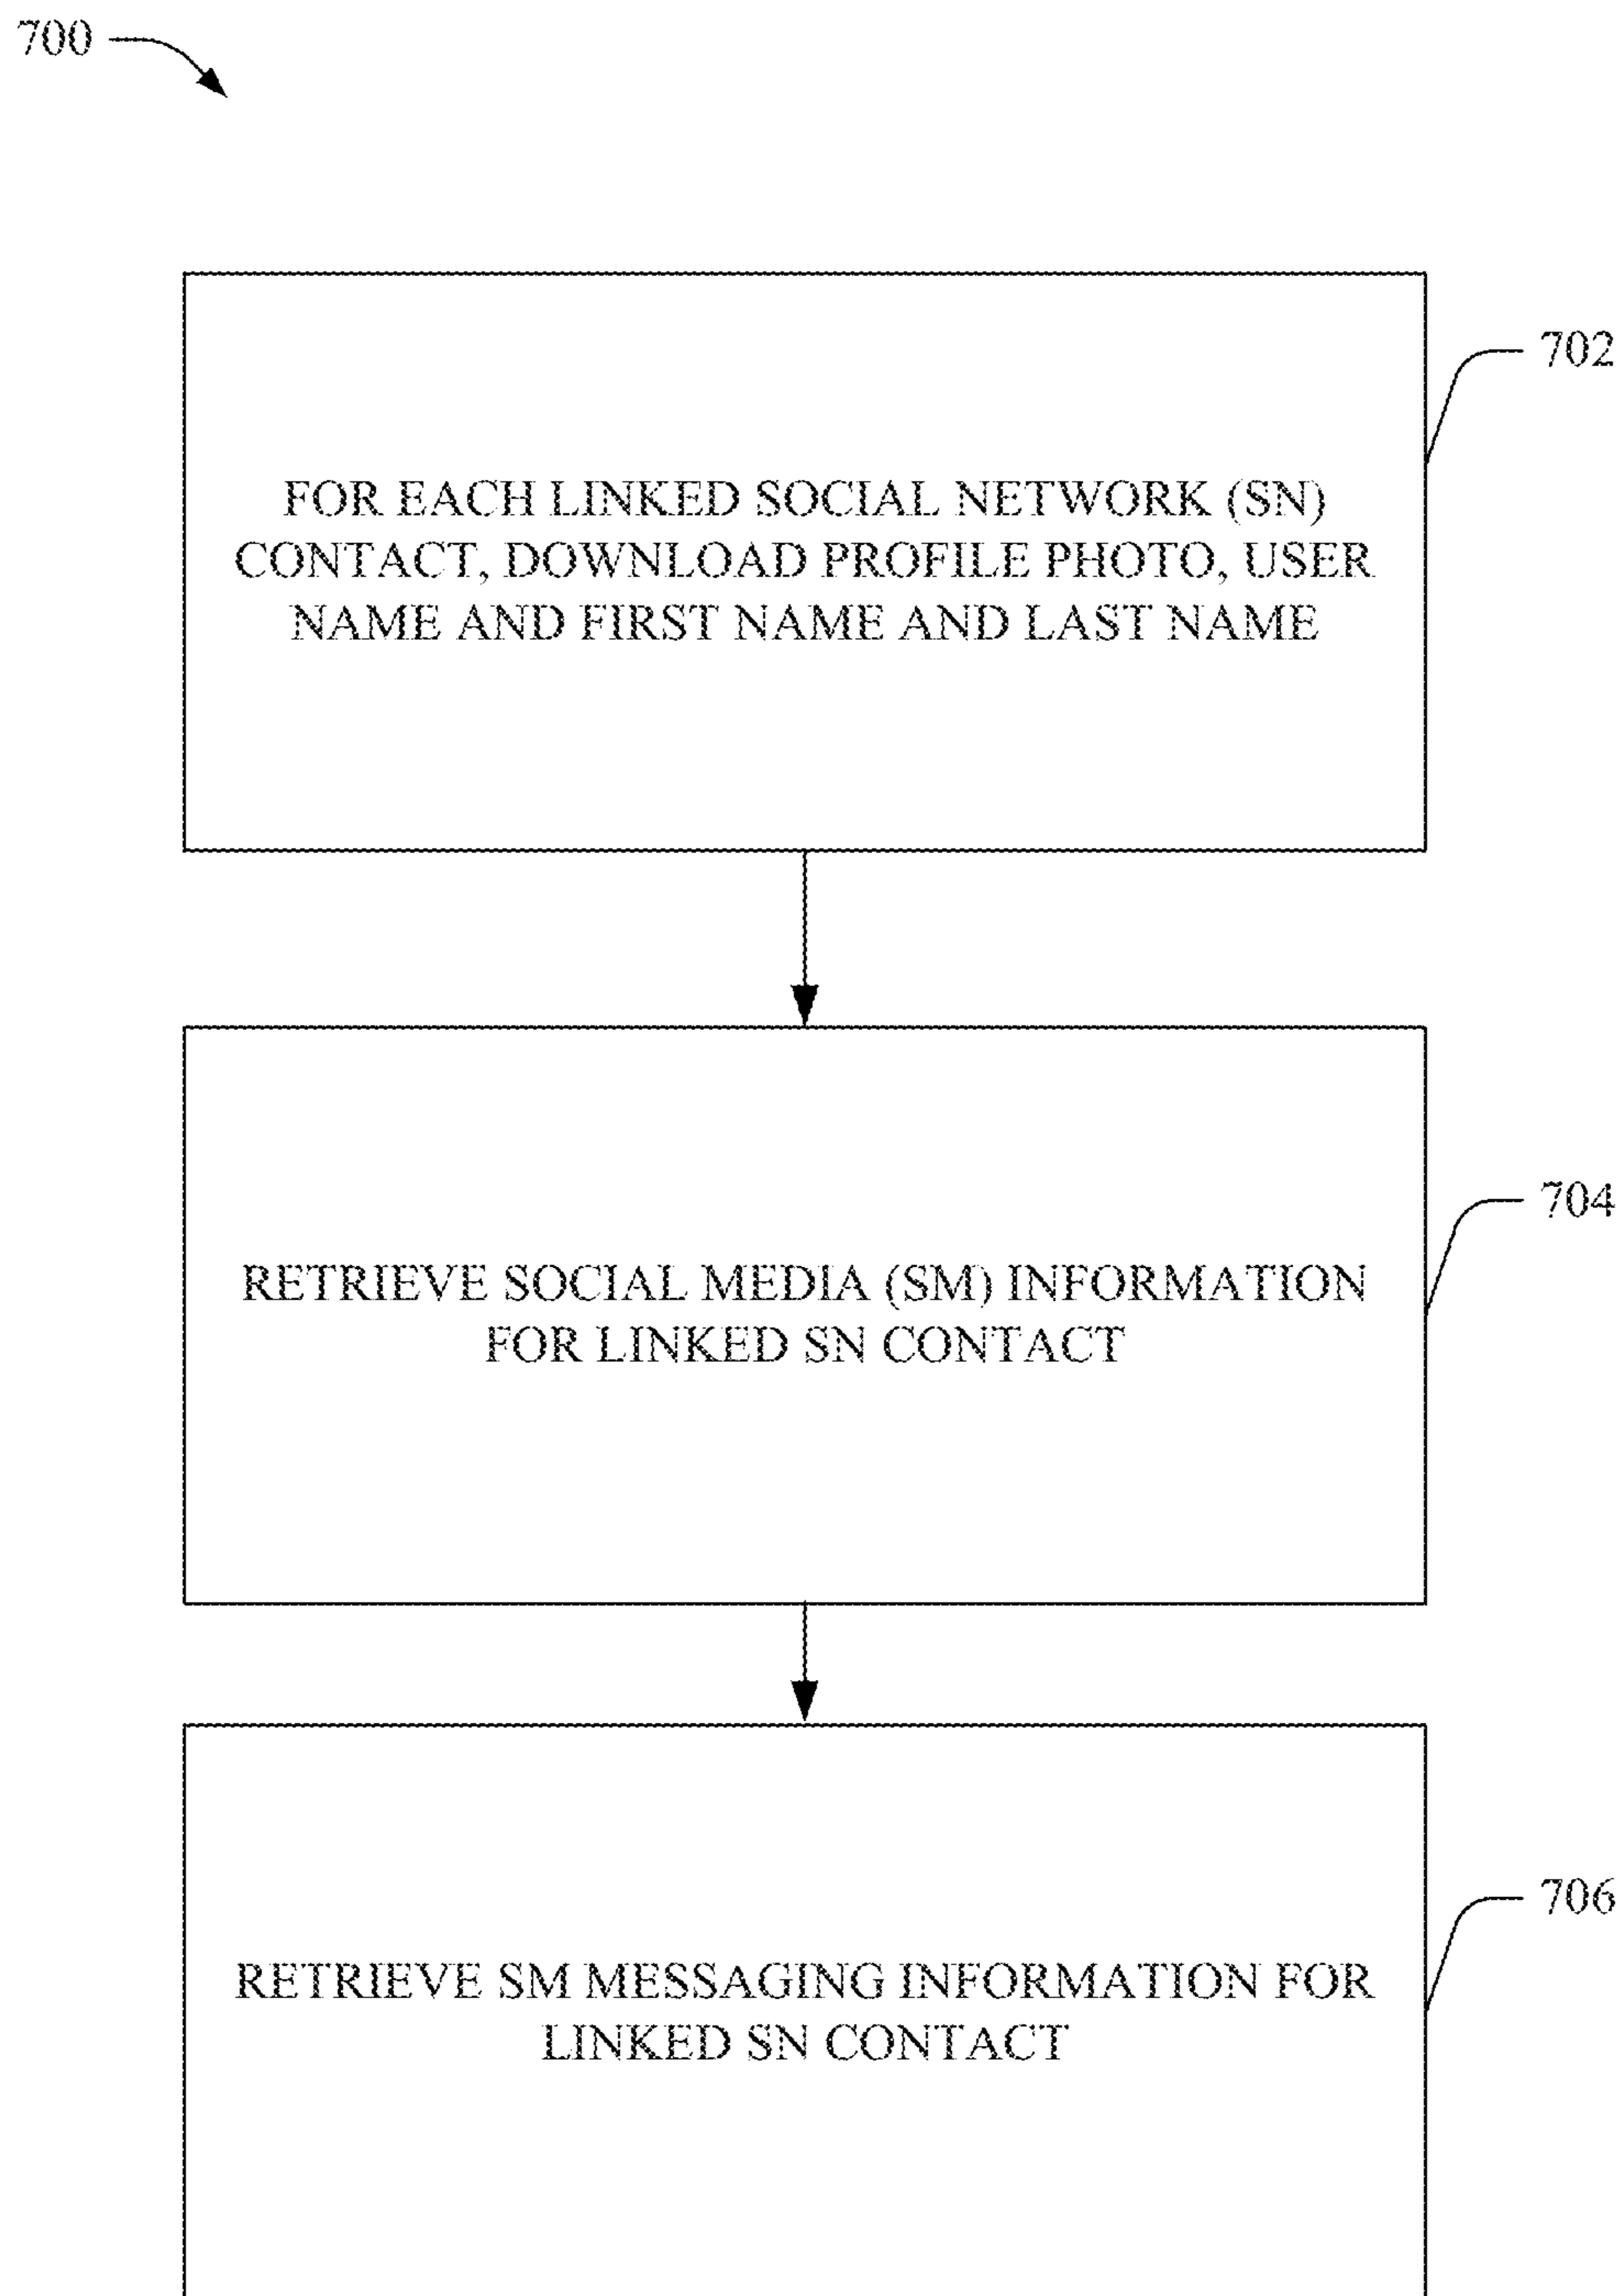 700
702
FOR EACH LINKED SOCIAL NETWORK (SN)
CONTACT, DOWNLOAD PROFILE PHOTO, USER
NAME AND FIRST NAME AND LAST NAME
704
RETRIEVE SOCIAL MEDIA (SM) INFORMATION
FOR LINKED SN CONTACT
706
RETRIEVE SM MESSAGING INFORMATION FOR
LINKED SN CONTACT